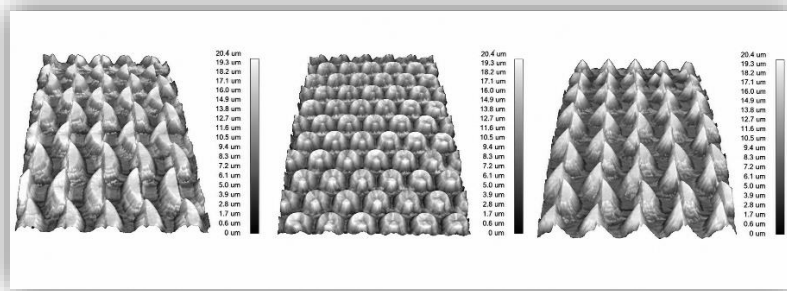 20.4 um
19.3 um
18.2 um
17.1 um
16.0 um
14.9 um
13.8 um
12.7 um
11.6 um
10.5 um
9.4 um
8.3 um
7.2 um
6.1 um
5.0 um
3.9 um
2.8 um
1.7 um
0.6 um
0 um
20.4 um
19.3 um
18.2 um
17.1 um
16.0 um
14.9 um
13.8 um
12.7 um
11.6 um
10.5 um
9.4 um
8.3 um
7.2 um
6.1 um
5.0 um
3.9 um
2.8 um
1.7 um
0.6 um
0 um
20.4 um
19.3 um
18.2 um
17.1 um
16.0 um
14.9 um
13.8 um
12.7 um
11.6 um
10.5 um
9.4 um
8.3 um
7.2 um
6.1 um
5.0 um
3.9 um
2.8 um
1.7 um
0.6 um
0 um